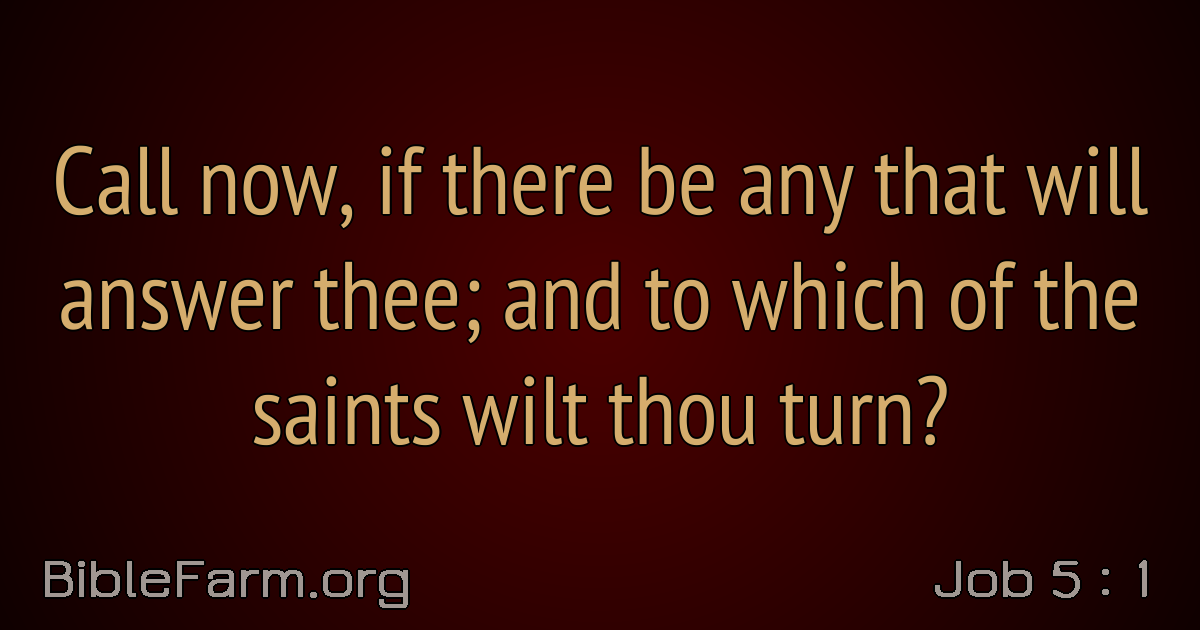 Call now, if there be any that will
answer thee; and to which of the
saints wilt thou turn?
BibleFarm.org
Job 5 : 1